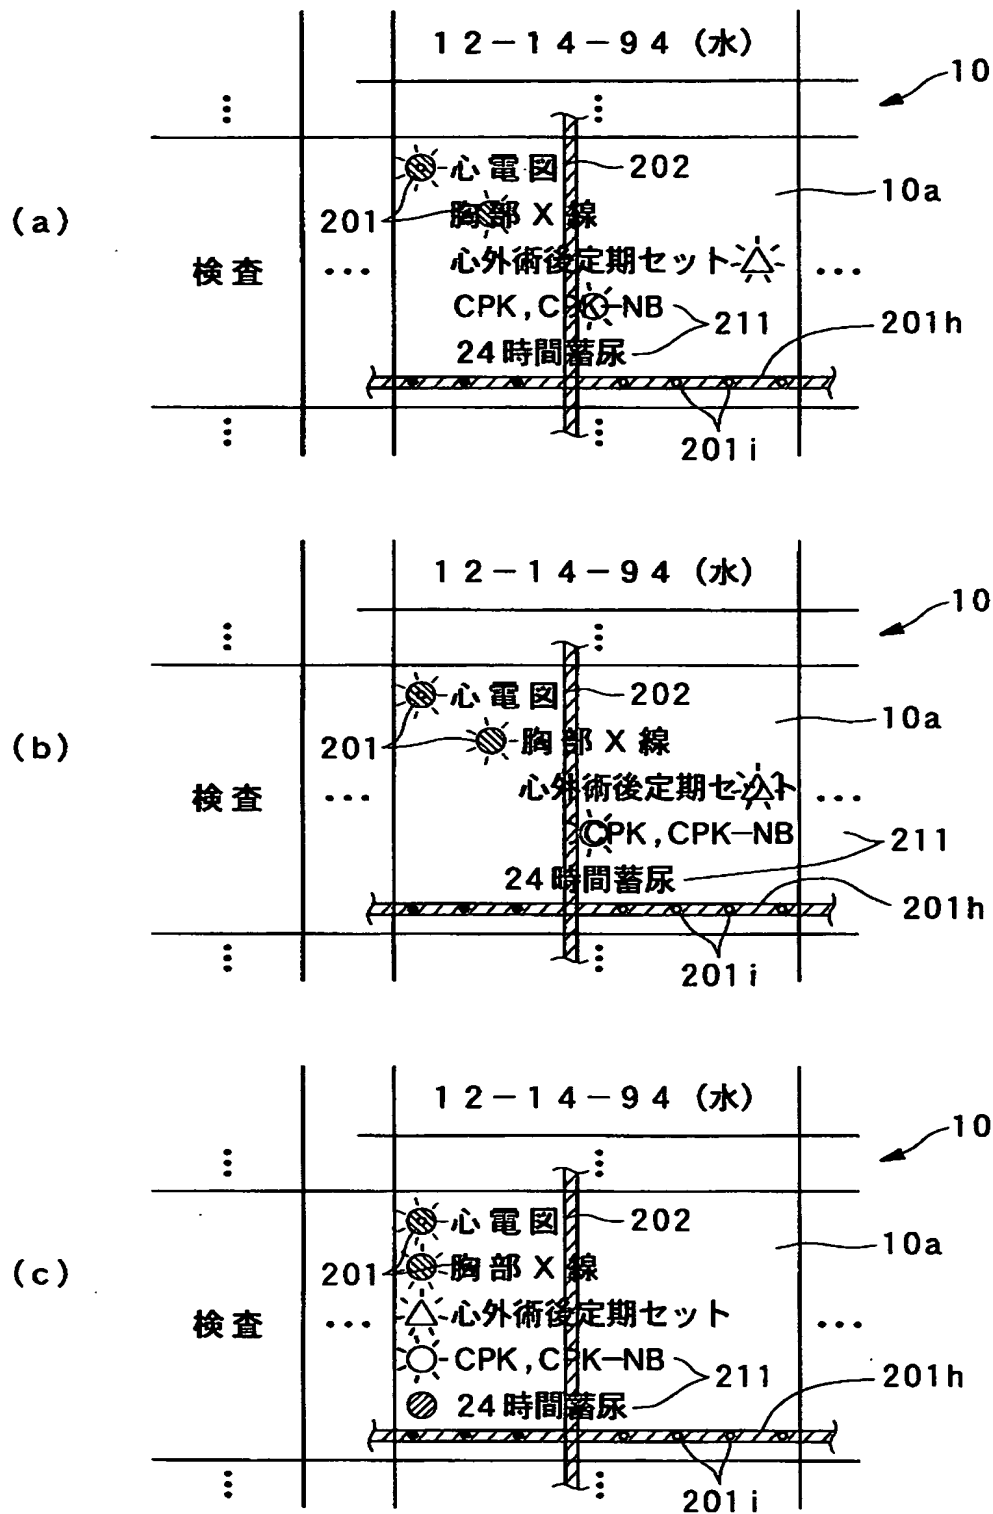 (a)
12-14-94 (水)
10
心電図
202
10a
201
胸部X線
検査
心外術後定期セット
CPK,CPK-NB
211
201h
24時間蓄尿
201i
(b)
12-14-94 (水)
10
心電図
202
10a
201
胸部X線
検査
心外術後定期セット
CPK,CPK-NB
211
24時間蓄尿
201h
201i
(c)
12-14-94 (水)
10
心電図
202
10a
201
胸部X線
検査
心外術後定期セット
CPK,CPK-NB
211
201h
24時間蓄尿
201i